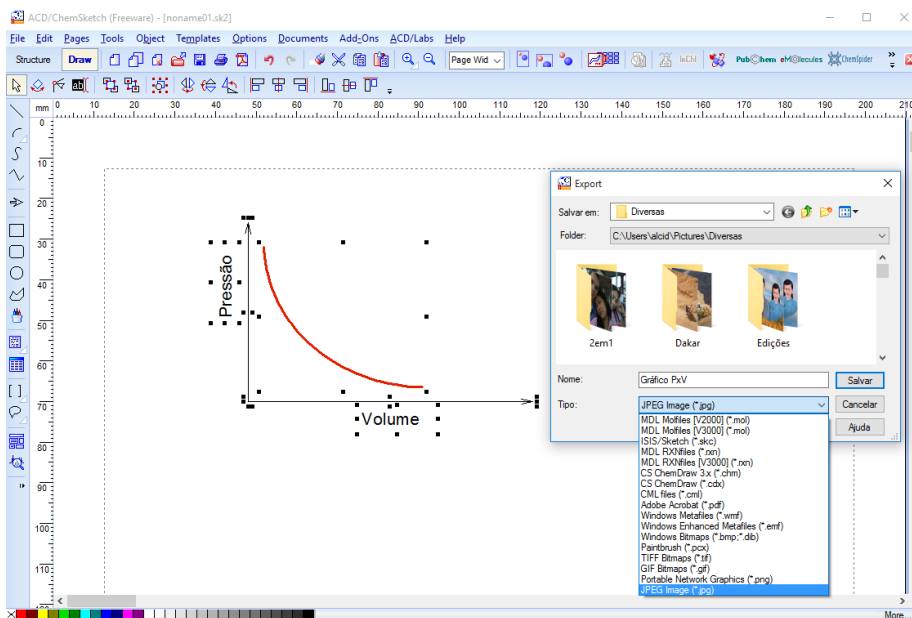 ACD/ChemSketch (Freeware) - [noname01.sk2]
File Edit Pages Tools Object Templates Options Documents Add-Ons ACD/Labs Help
Structure Draw Page Wid InChI PubChem eMolecules ChemSpider
mm 0 10 20 30 40 50 60 70 80 90 100 110 120 130 140 150 160 170 180 190 200 210
0
10
20
30
40
50
60
70
80
90
100
110
Pressão
Volume
Export
Salvar em: Diversas
Folder: C:\Users\alcid\Pictures\Diversas
2em1 Dakar Edições
Nome: Gráfico PxV Salvar
Tipo: JPEG Image (*.jpg) Cancelar
Ajuda
MDL Molfiles [V2000] (*.mol)
MDL Molfiles [V3000] (*.mol)
ISIS/Sketch (*.skc)
MDL RXNfiles (*.rxn)
MDL RXNfiles [V3000] (*.rxn)
CS ChemDraw 3.x (*.chm)
CS ChemDraw (*.cdx)
CML files (*.cml)
Adobe Acrobat (*.pdf)
Windows Metafiles (*.wmf)
Windows Enhanced Metafiles (*.emf)
Windows Bitmaps (*.bmp;*.dib)
Paintbrush (*.pcx)
TIFF Bitmaps (*.tif)
GIF Bitmaps (*.gif)
Portable Network Graphics (*.png)
JPEG Image (*.jpg)
More...